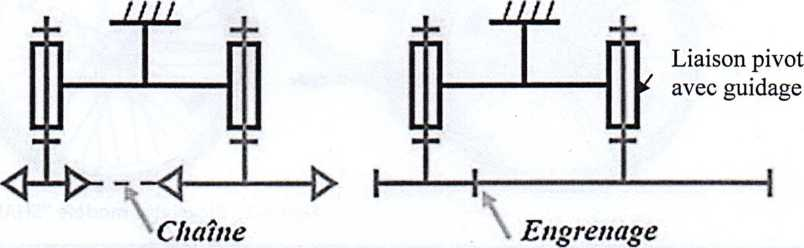 Liaison pivot
avec guidage
Chaîne
Engrenage